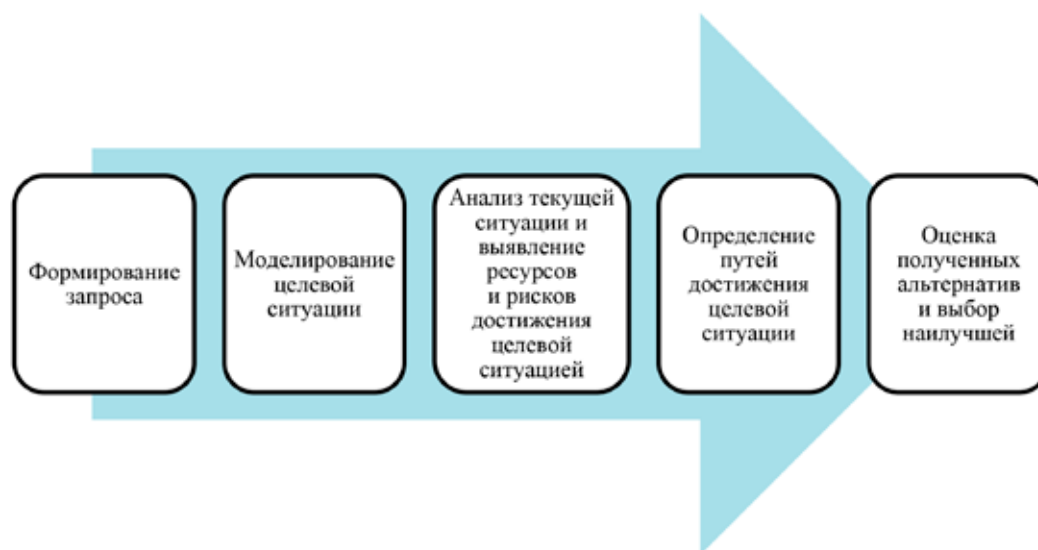 Формирование
запроса
Моделирование
целевой
ситуации
Анализ текущей
ситуации и
выявление
ресурсов
и рисков
достижения
целевой
ситуацией
Определение
путей
достижения
целевой
ситуации
Оценка
полученных
альтернатив
и выбор
наилучшей